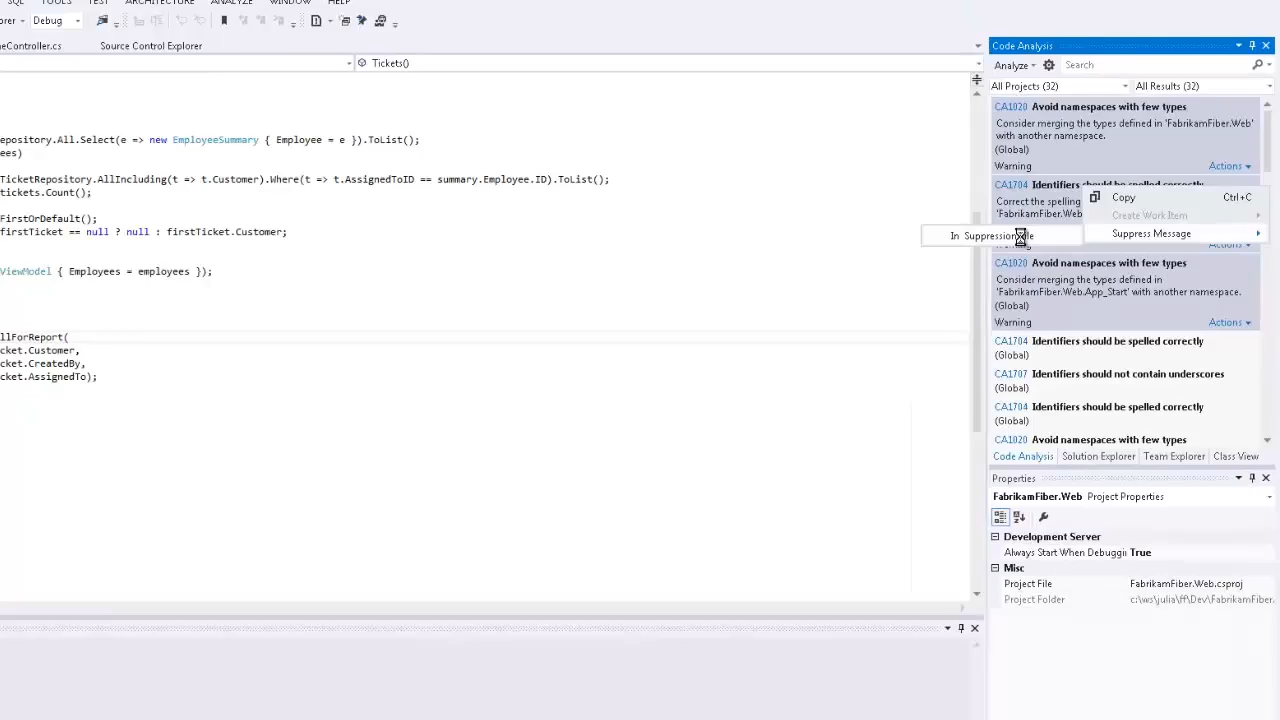 SQL TOOLS TEST ARCHITECTURE ANALYZE WINDOW HELP
orer Debug
neController.cs Source Control Explorer
Tickets()
epository.All.Select(e => new EmployeeSummary { Employee = e }).ToList();
ees)
TicketRepository.AllIncluding(t => t.Customer).Where(t => t.AssignedToID == summary.Employee.ID).ToList();
tickets.Count();
FirstOrDefault();
firstTicket == null ? null : firstTicket.Customer;
ViewModel { Employees = employees });
llForReport(
cket.Customer,
cket.CreatedBy,
cket.AssignedTo);
Code Analysis
Analyze Search
All Projects (32) All Results (32)
CA1020 Avoid namespaces with few types
Consider merging the types defined in 'FabrikamFiber.Web'
with another namespace.
(Global)
Warning Actions
CA1704 Identifiers should be spelled correctly
Correct the spelling
'FabrikamFiber.Web
Actions
Copy Ctrl+C
Create Work Item
Suppress Message
In Suppression
CA1020 Avoid namespaces with few types
Consider merging the types defined in
'FabrikamFiber.Web.App_Start' with another namespace.
(Global)
Warning Actions
CA1704 Identifiers should be spelled correctly
(Global)
CA1707 Identifiers should not contain underscores
(Global)
CA1704 Identifiers should be spelled correctly
(Global)
CA1020 Avoid namespaces with few types
Code Analysis Solution Explorer Team Explorer Class View
Properties
FabrikamFiber.Web Project Properties
Development Server
Always Start When Debuggin True
Misc
Project File FabrikamFiber.Web.csproj
Project Folder c:\ws\julia\ff\Dev\FabrikamFiber.